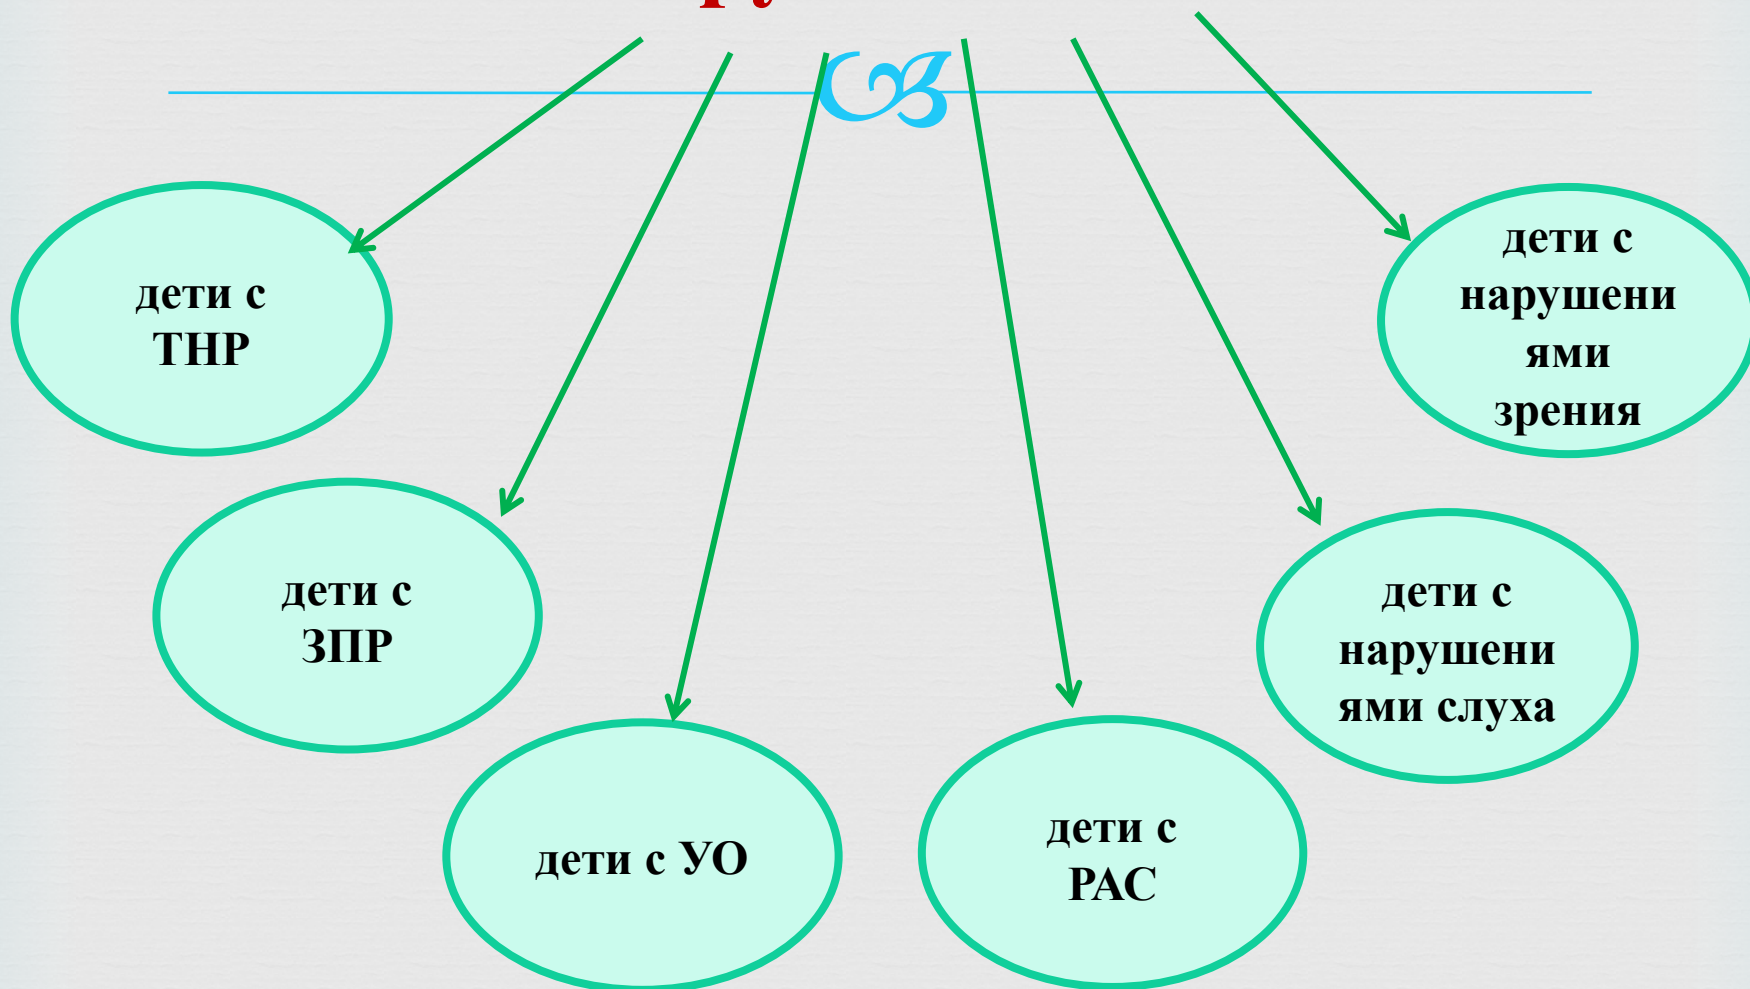 дети с
ТНР
дети с
ЗПР
дети с УО
дети с
РАС
дети с
нарушени
ями слуха
дети с
нарушени
ями
зрения